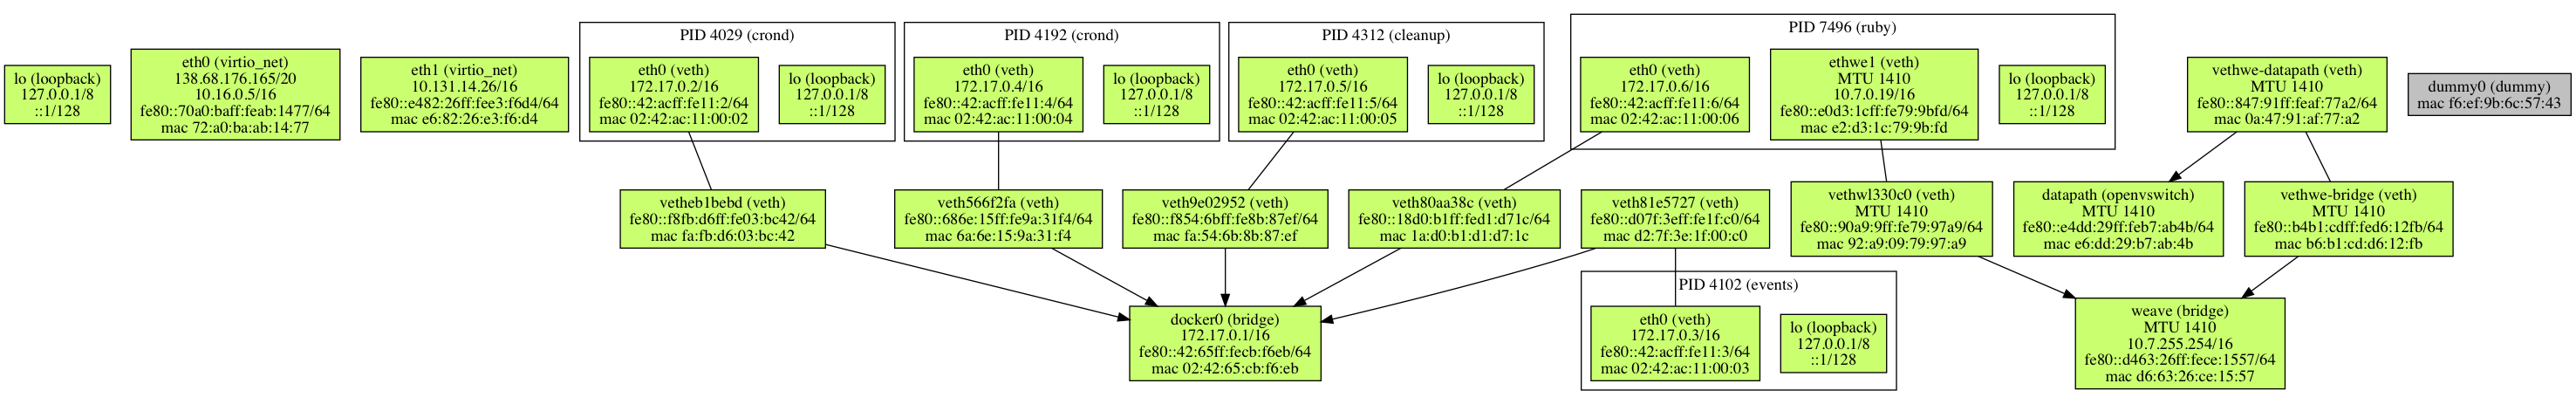 lo (loopback)
127.0.0.1/8
::1/128
eth0 (virtio_net)
138.68.176.165/20
10.16.0.5/16
fe80::70a0:baff:feab:1477/64
mac 72:a0:ba:ab:14:77
eth1 (virtio_net)
10.131.14.26/16
fe80::e482:26ff:fee3:f6d4/64
mac e6:82:26:e3:f6:d4
PID 4029 (crond)
eth0 (veth)
172.17.0.2/16
fe80::42:acff:fe11:2/64
mac 02:42:ac:11:00:02
lo (loopback)
127.0.0.1/8
::1/128
PID 4192 (crond)
eth0 (veth)
172.17.0.4/16
fe80::42:acff:fe11:4/64
mac 02:42:ac:11:00:04
lo (loopback)
127.0.0.1/8
::1/128
PID 4312 (cleanup)
eth0 (veth)
172.17.0.5/16
fe80::42:acff:fe11:5/64
mac 02:42:ac:11:00:05
lo (loopback)
127.0.0.1/8
::1/128
PID 7496 (ruby)
eth0 (veth)
172.17.0.6/16
fe80::42:acff:fe11:6/64
mac 02:42:ac:11:00:06
ethwe1 (veth)
MTU 1410
10.7.0.19/16
fe80::e0d3:1cff:fe79:9bfd/64
mac e2:d3:1c:79:9b:fd
lo (loopback)
127.0.0.1/8
::1/128
vethwe-datapath (veth)
MTU 1410
fe80::847:91ff:feaf:77a2/64
mac 0a:47:91:af:77:a2
dummy0 (dummy)
mac f6:ef:9b:6c:57:43
vetheb1bebd (veth)
fe80::f8fb:d6ff:fe03:bc42/64
mac fa:fb:d6:03:bc:42
veth566f2fa (veth)
fe80::686e:15ff:fe9a:31f4/64
mac 6a:6e:15:9a:31:f4
veth9e02952 (veth)
fe80::f854:6bff:fe8b:87ef/64
mac fa:54:6b:8b:87:ef
veth80aa38c (veth)
fe80::18d0:b1ff:fed1:d71c/64
mac 1a:d0:b1:d1:d7:1c
veth81e5727 (veth)
fe80::d07f:3eff:fe1f:c0/64
mac d2:7f:3e:1f:00:c0
vethwl330c0 (veth)
MTU 1410
fe80::90a9:9ff:fe79:97a9/64
mac 92:a9:09:79:97:a9
datapath (openvswitch)
MTU 1410
fe80::e4dd:29ff:feb7:ab4b/64
mac e6:dd:29:b7:ab:4b
vethwe-bridge (veth)
MTU 1410
fe80::b4b1:cdff:fed6:12fb/64
mac b6:b1:cd:d6:12:fb
docker0 (bridge)
172.17.0.1/16
fe80::42:65ff:fecb:f6eb/64
mac 02:42:65:cb:f6:eb
PID 4102 (events)
eth0 (veth)
172.17.0.3/16
fe80::42:acff:fe11:3/64
mac 02:42:ac:11:00:03
lo (loopback)
127.0.0.1/8
::1/128
weave (bridge)
MTU 1410
10.7.255.254/16
fe80::d463:26ff:fece:1557/64
mac d6:63:26:ce:15:57